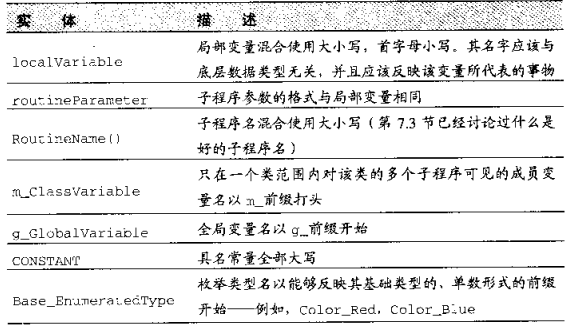 实 体 描 述
localVariable 局部变量混合使用大小写，首字母小写。其名字应该与
底层数据类型无关，并且应该反映该变量所代表的事物
routineParameter 子程序参数的格式与局部变量相同
RoutineName() 子程序名混合使用大小写（第 7.3 节已经讨论过什么是
好的子程序名）
m_ClassVariable 只在一个类范围内对该类的多个子程序可见的成员变
量名以 m_前缀打头
g_GlobalVariable 全局变量名以 g_前缀开始
CONSTANT 具名常量全部大写
Base_EnumeratedType 枚举类型名以能够反映其基础类型的、单数形式的前缀
开始——例如，Color_Red，Color_Blue